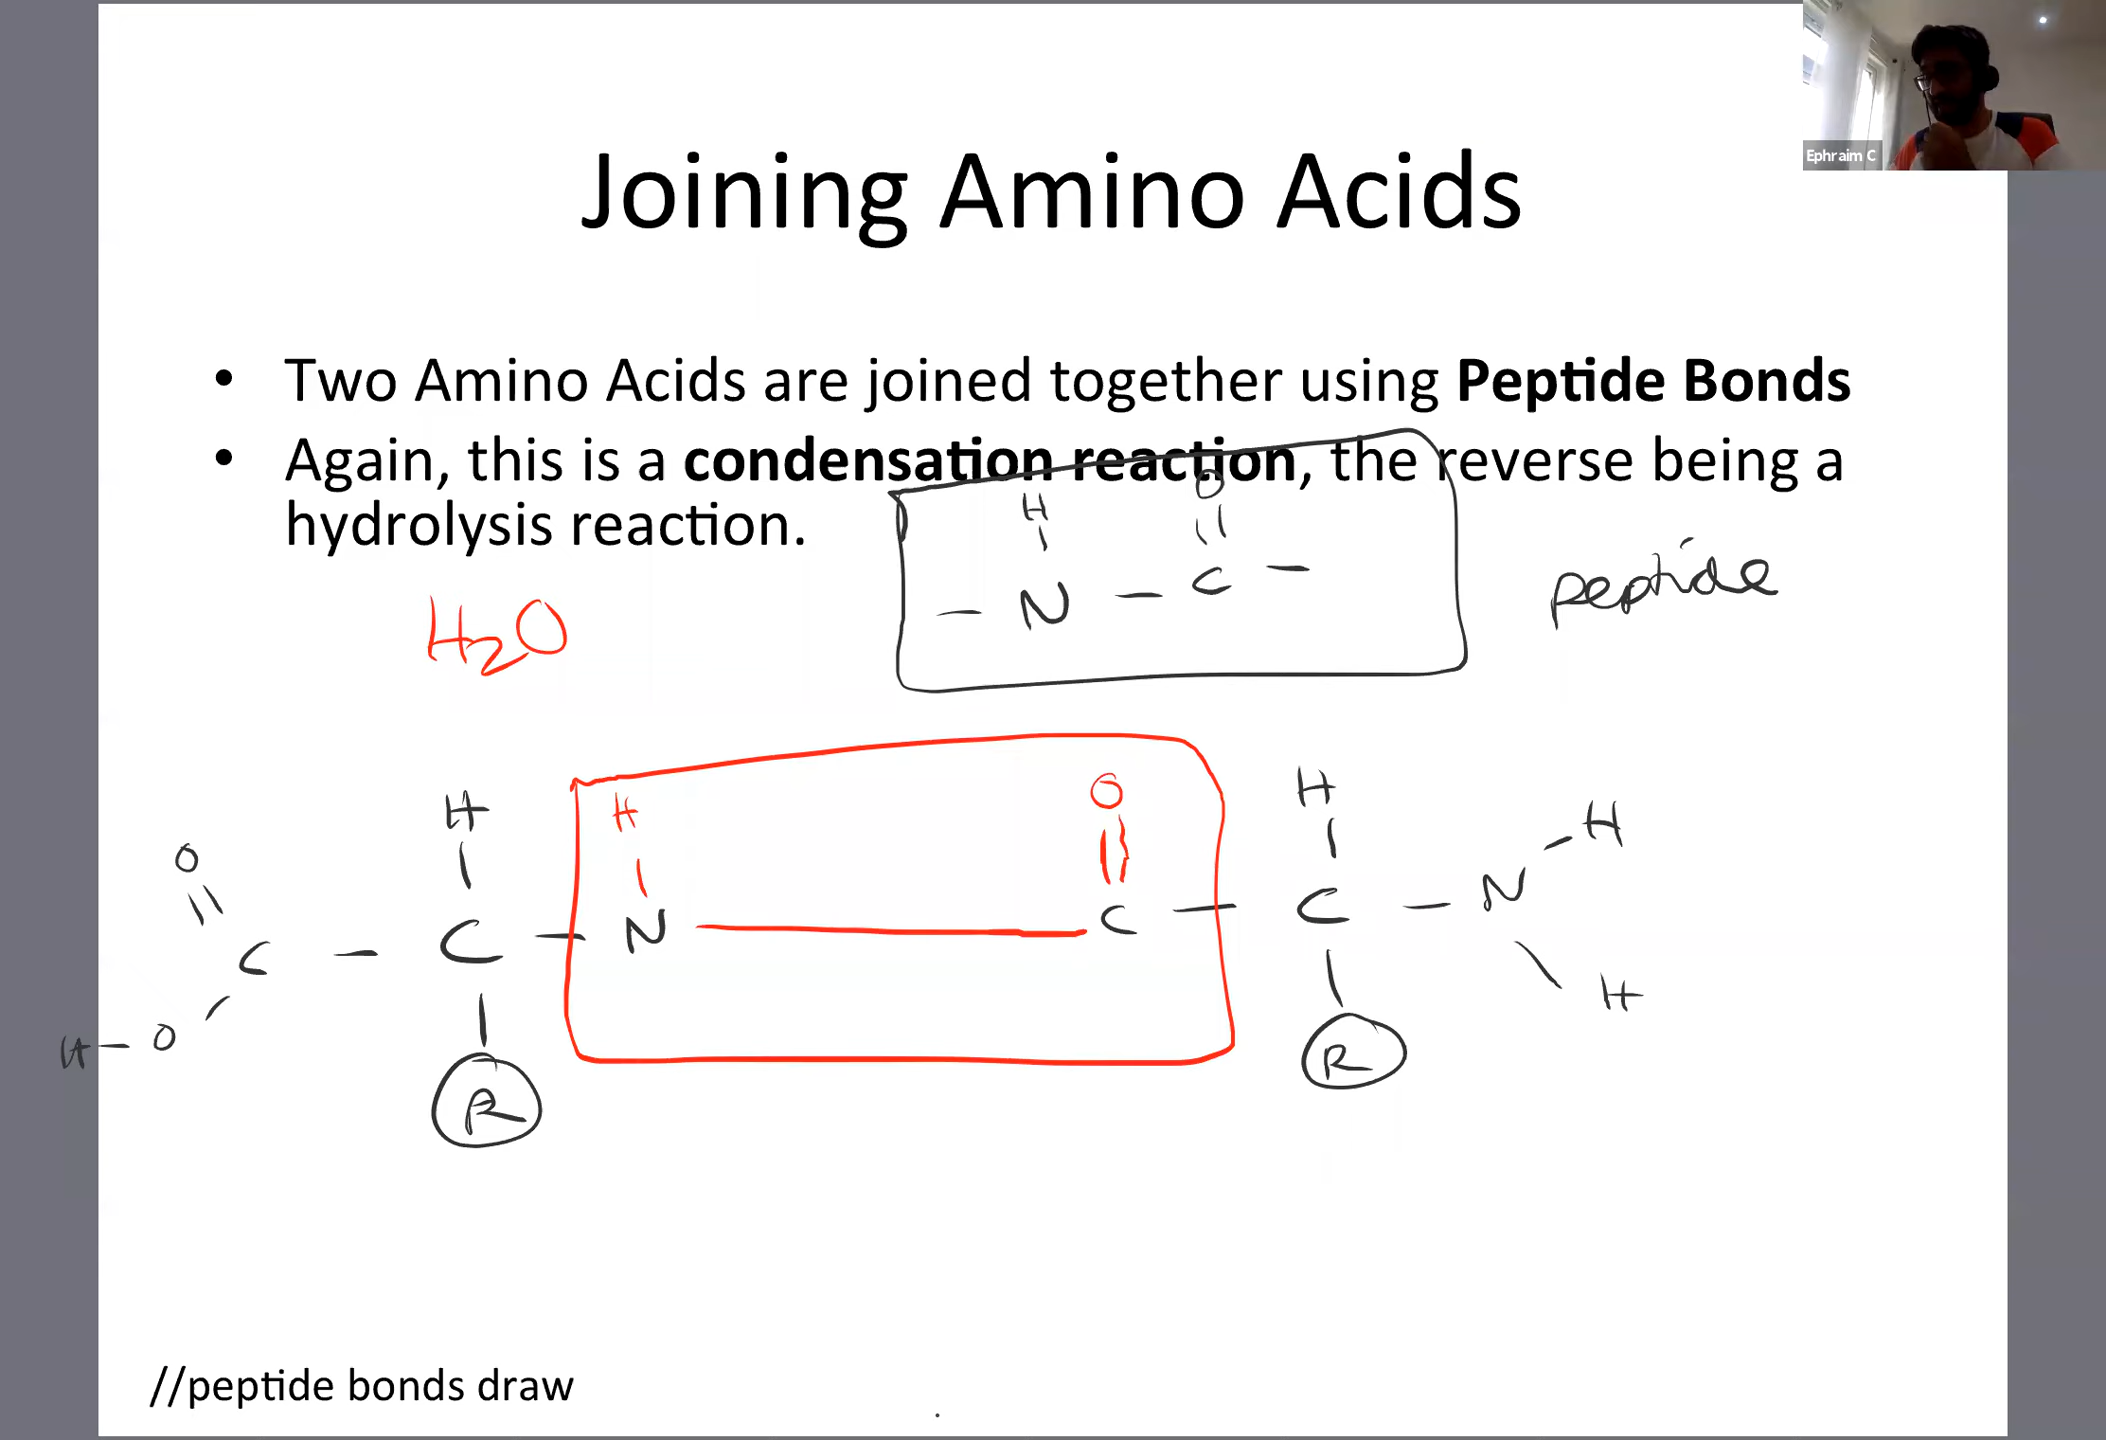 Ephraim C
Joining Amino Acids
• Two Amino Acids are joined together using Peptide Bonds
• Again, this is a condensation reaction, the reverse being a
hydrolysis reaction.
H O
- N - C -
peptide
H₂O
H H O H
O N - H
C - C - N - C - C -
H - O H
R R
//peptide bonds draw